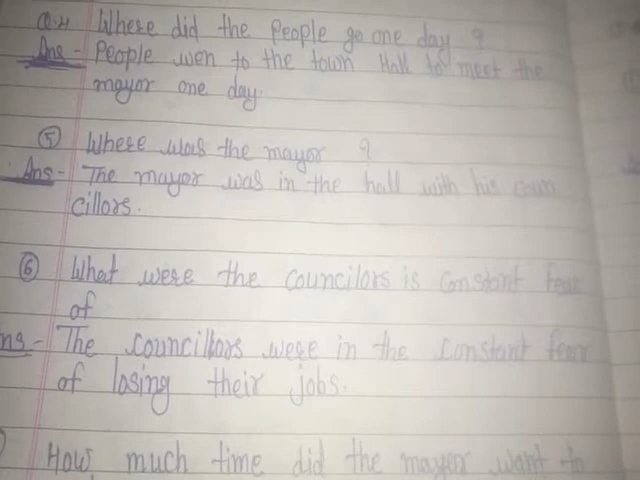 Q.4 Where did the People go one day ?
Ans - People wen to the town Hall to meet the
mayor one day.
⑤ Where was the mayor ?
Ans - The mayor was in the hall with his coun
cillors.
⑥ What were the councilors is constant fear
of
ns - The councillors were in the constant fear
of losing their jobs.
How much time did the mayor want to